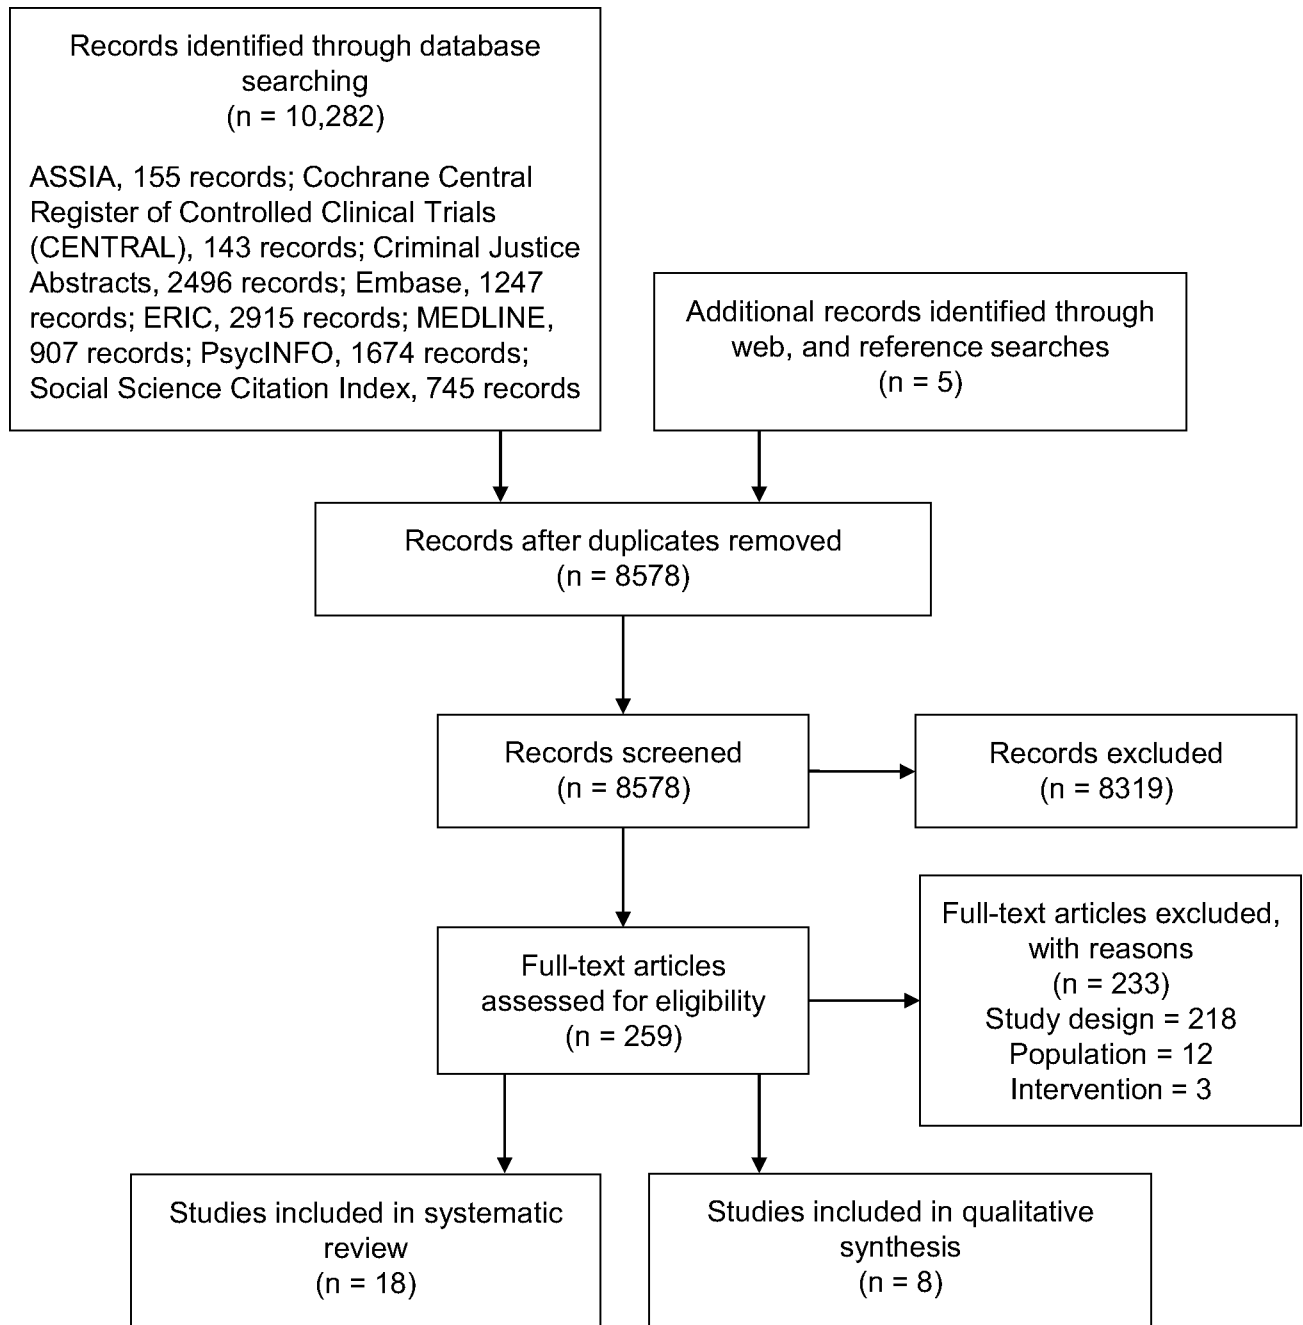 Records identified through database
searching
(n = 10,282)
ASSIA, 155 records; Cochrane Central
Register of Controlled Clinical Trials
(CENTRAL), 143 records; Criminal Justice
Abstracts, 2496 records; Embase, 1247
records; ERIC, 2915 records; MEDLINE,
907 records; PsycINFO, 1674 records;
Social Science Citation Index, 745 records
Additional records identified through
web, and reference searches
(n = 5)
Records after duplicates removed
(n = 8578)
Records screened
(n = 8578)
Records excluded
(n = 8319)
Full-text articles
assessed for eligibility
(n = 259)
Full-text articles excluded,
with reasons
(n = 233)
Study design = 218
Population = 12
Intervention = 3
Studies included in systematic
review
(n = 18)
Studies included in qualitative
synthesis
(n = 8)